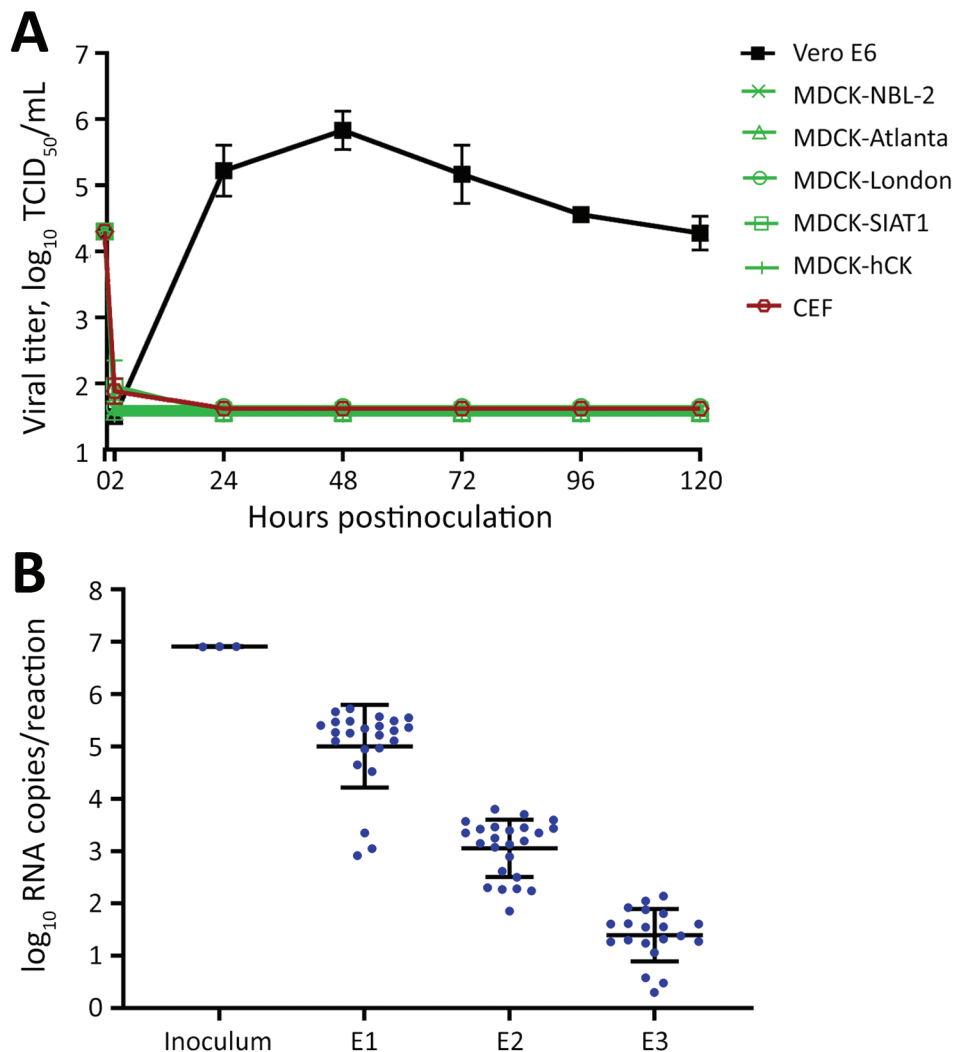 A
7
6
5
4
3
2
1
Viral titer, log10 TCID50/mL
02 24 48 72 96 120
Hours postinoculation
Vero E6
MDCK-NBL-2
MDCK-Atlanta
MDCK-London
MDCK-SIAT1
MDCK-hCK
CEF
B
8
7
6
5
4
3
2
1
0
log10 RNA copies/reaction
Inoculum E1 E2 E3